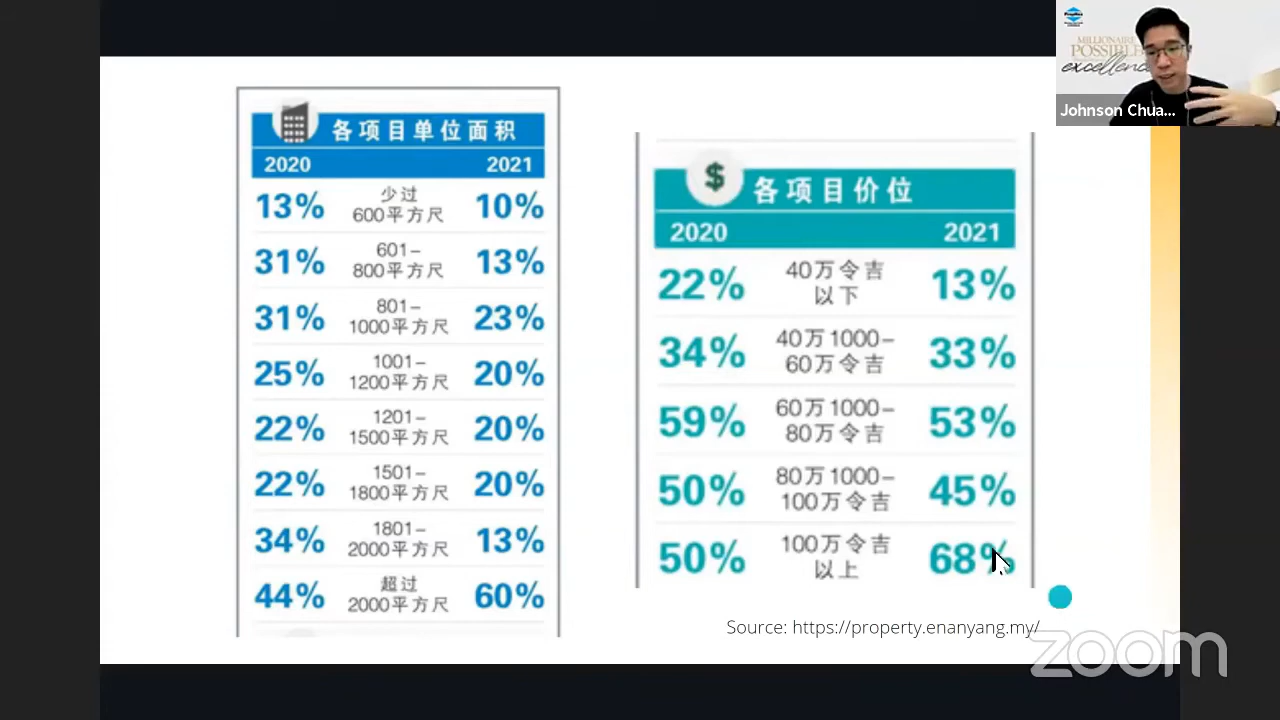 各项目单位面积
2020 2021
13% 少过 600平方尺 10%
31% 601– 800平方尺 13%
31% 801– 1000平方尺 23%
25% 1001– 1200平方尺 20%
22% 1201– 1500平方尺 20%
22% 1501– 1800平方尺 20%
34% 1801– 2000平方尺 13%
44% 超过 2000平方尺 60%
$
各项目价位
2020 2021
22% 40万令吉 以下 13%
34% 40万1000– 60万令吉 33%
59% 60万1000– 80万令吉 53%
50% 80万1000– 100万令吉 45%
50% 100万令吉 以上 68%
Source: https://property.enanyang.my/
MILLIONAIRE
POSSIBLE
excellence
Johnson Chua...
zoom